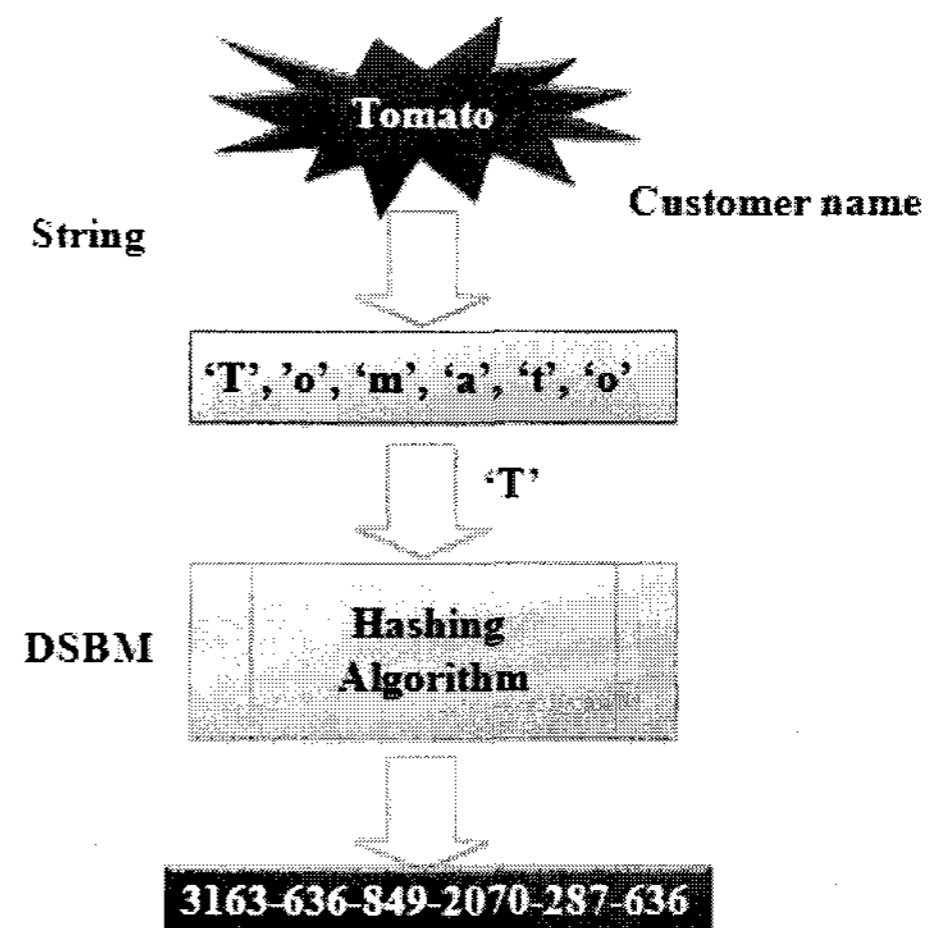 Tomato
Customer name
String
‘T’, ’o’, ‘m’, ‘a’, ‘t’, ‘o’
‘T’
DSBM
Hashing
Algorithm
3163-636-849-2070-287-636